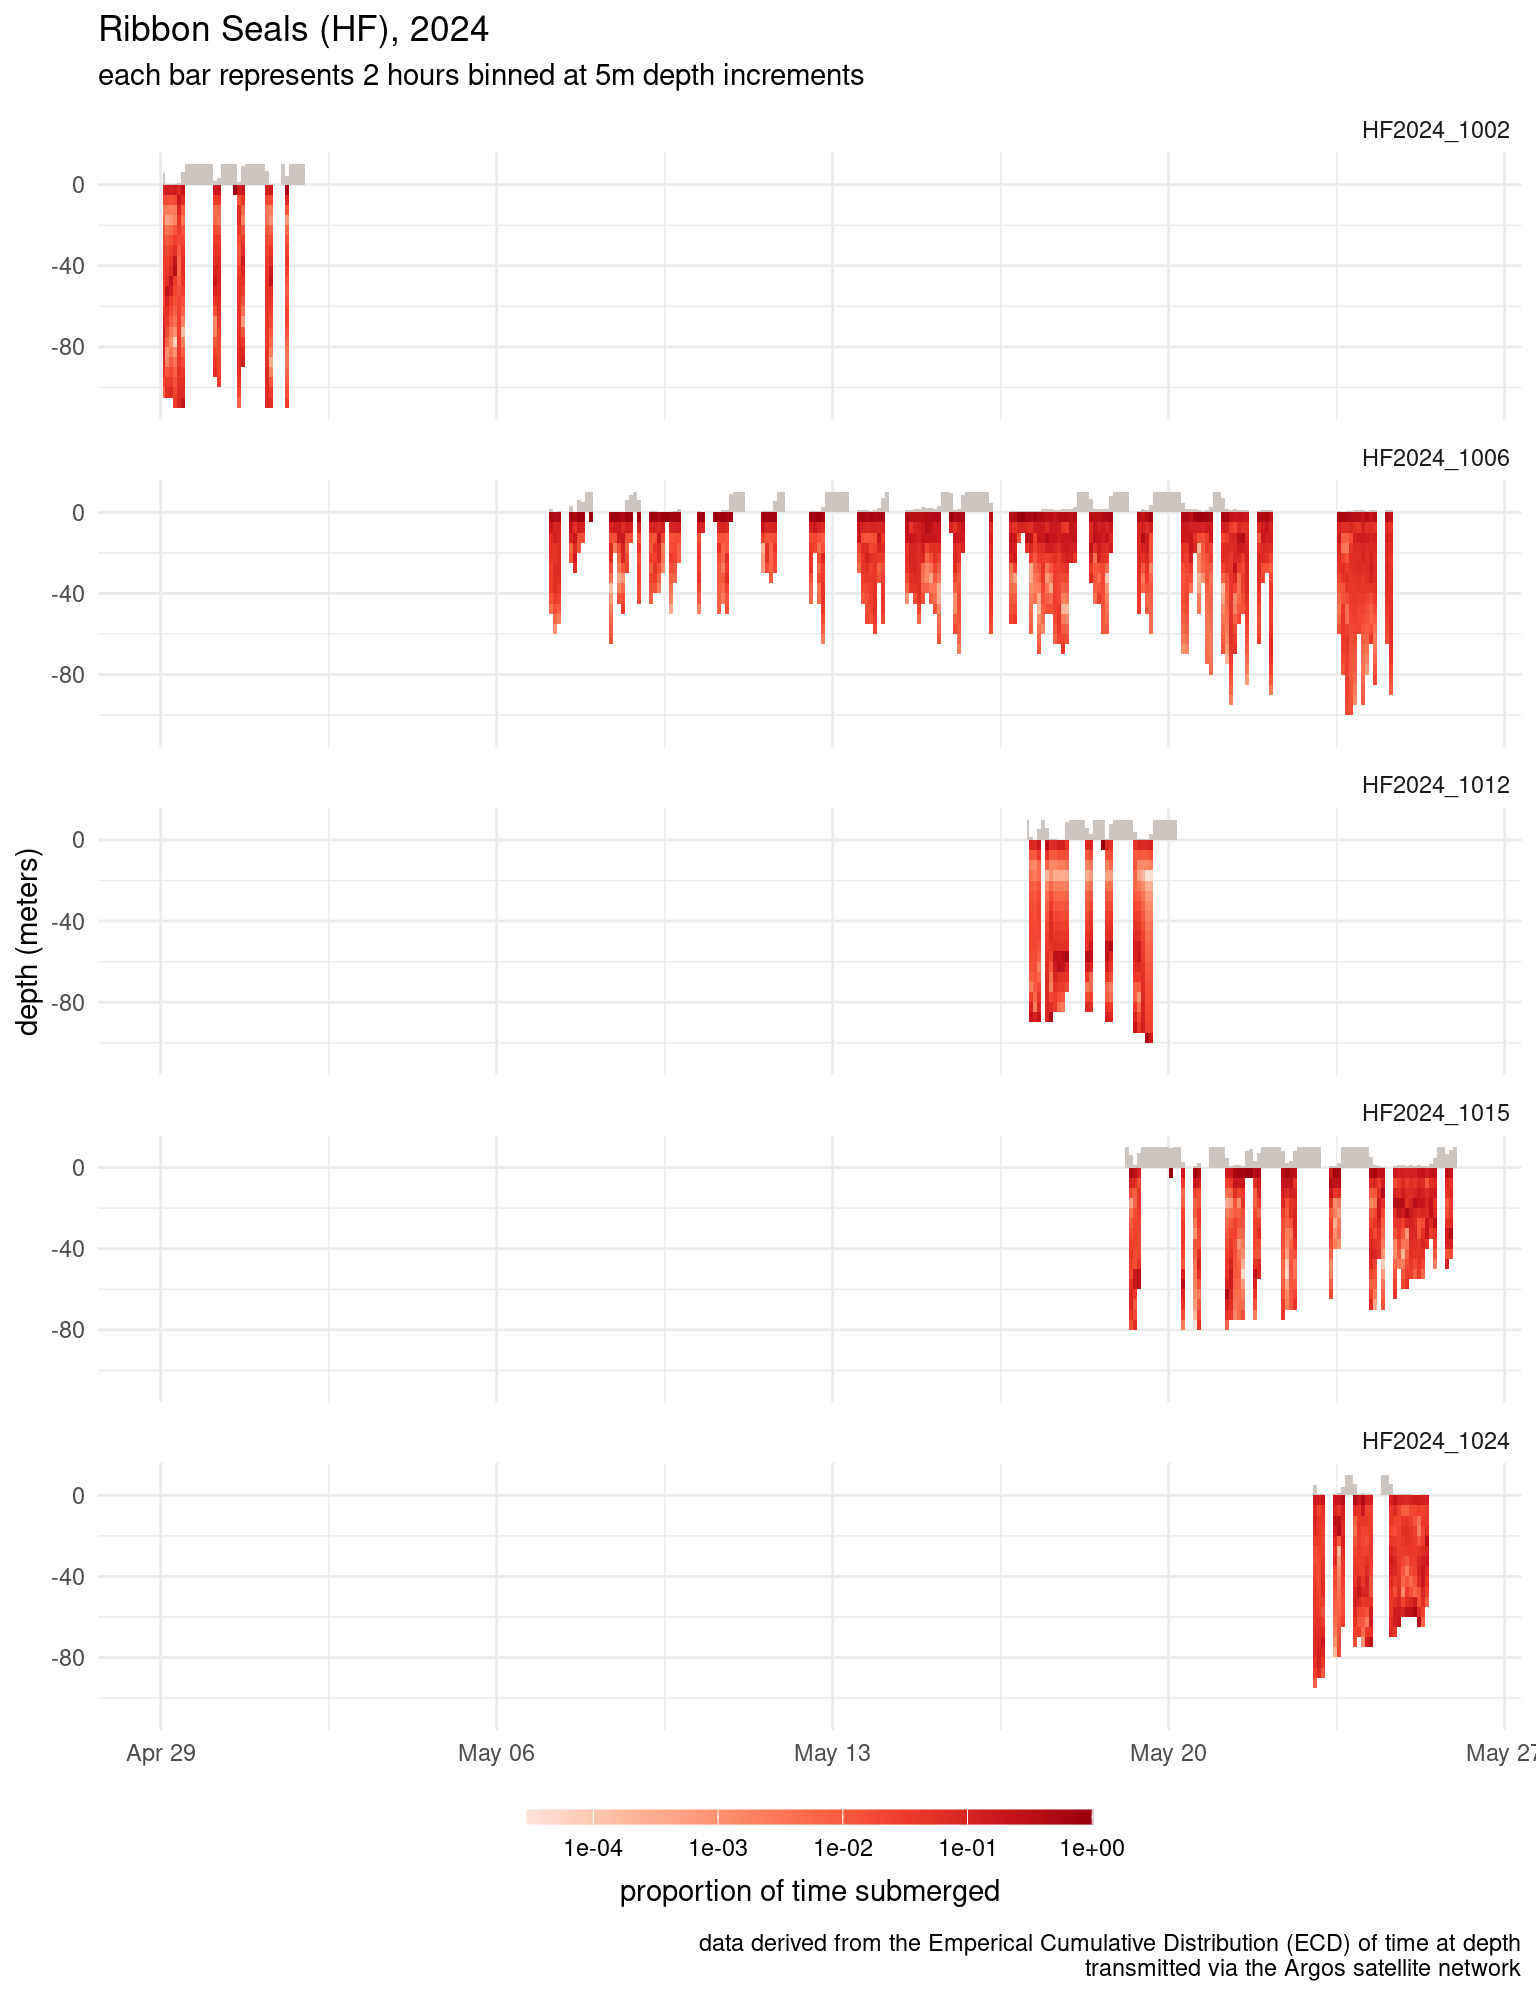 Ribbon Seals (HF), 2024
each bar represents 2 hours binned at 5m depth increments
HF2024_1002
0
-40
-80
HF2024_1006
0
-40
-80
HF2024_1012
0
-40
-80
depth (meters)
HF2024_1015
0
-40
-80
HF2024_1024
0
-40
-80
Apr 29 May 06 May 13 May 20 May 27
1e-04 1e-03 1e-02 1e-01 1e+00
proportion of time submerged
data derived from the Emperical Cumulative Distribution (ECD) of time at depth
transmitted via the Argos satellite network